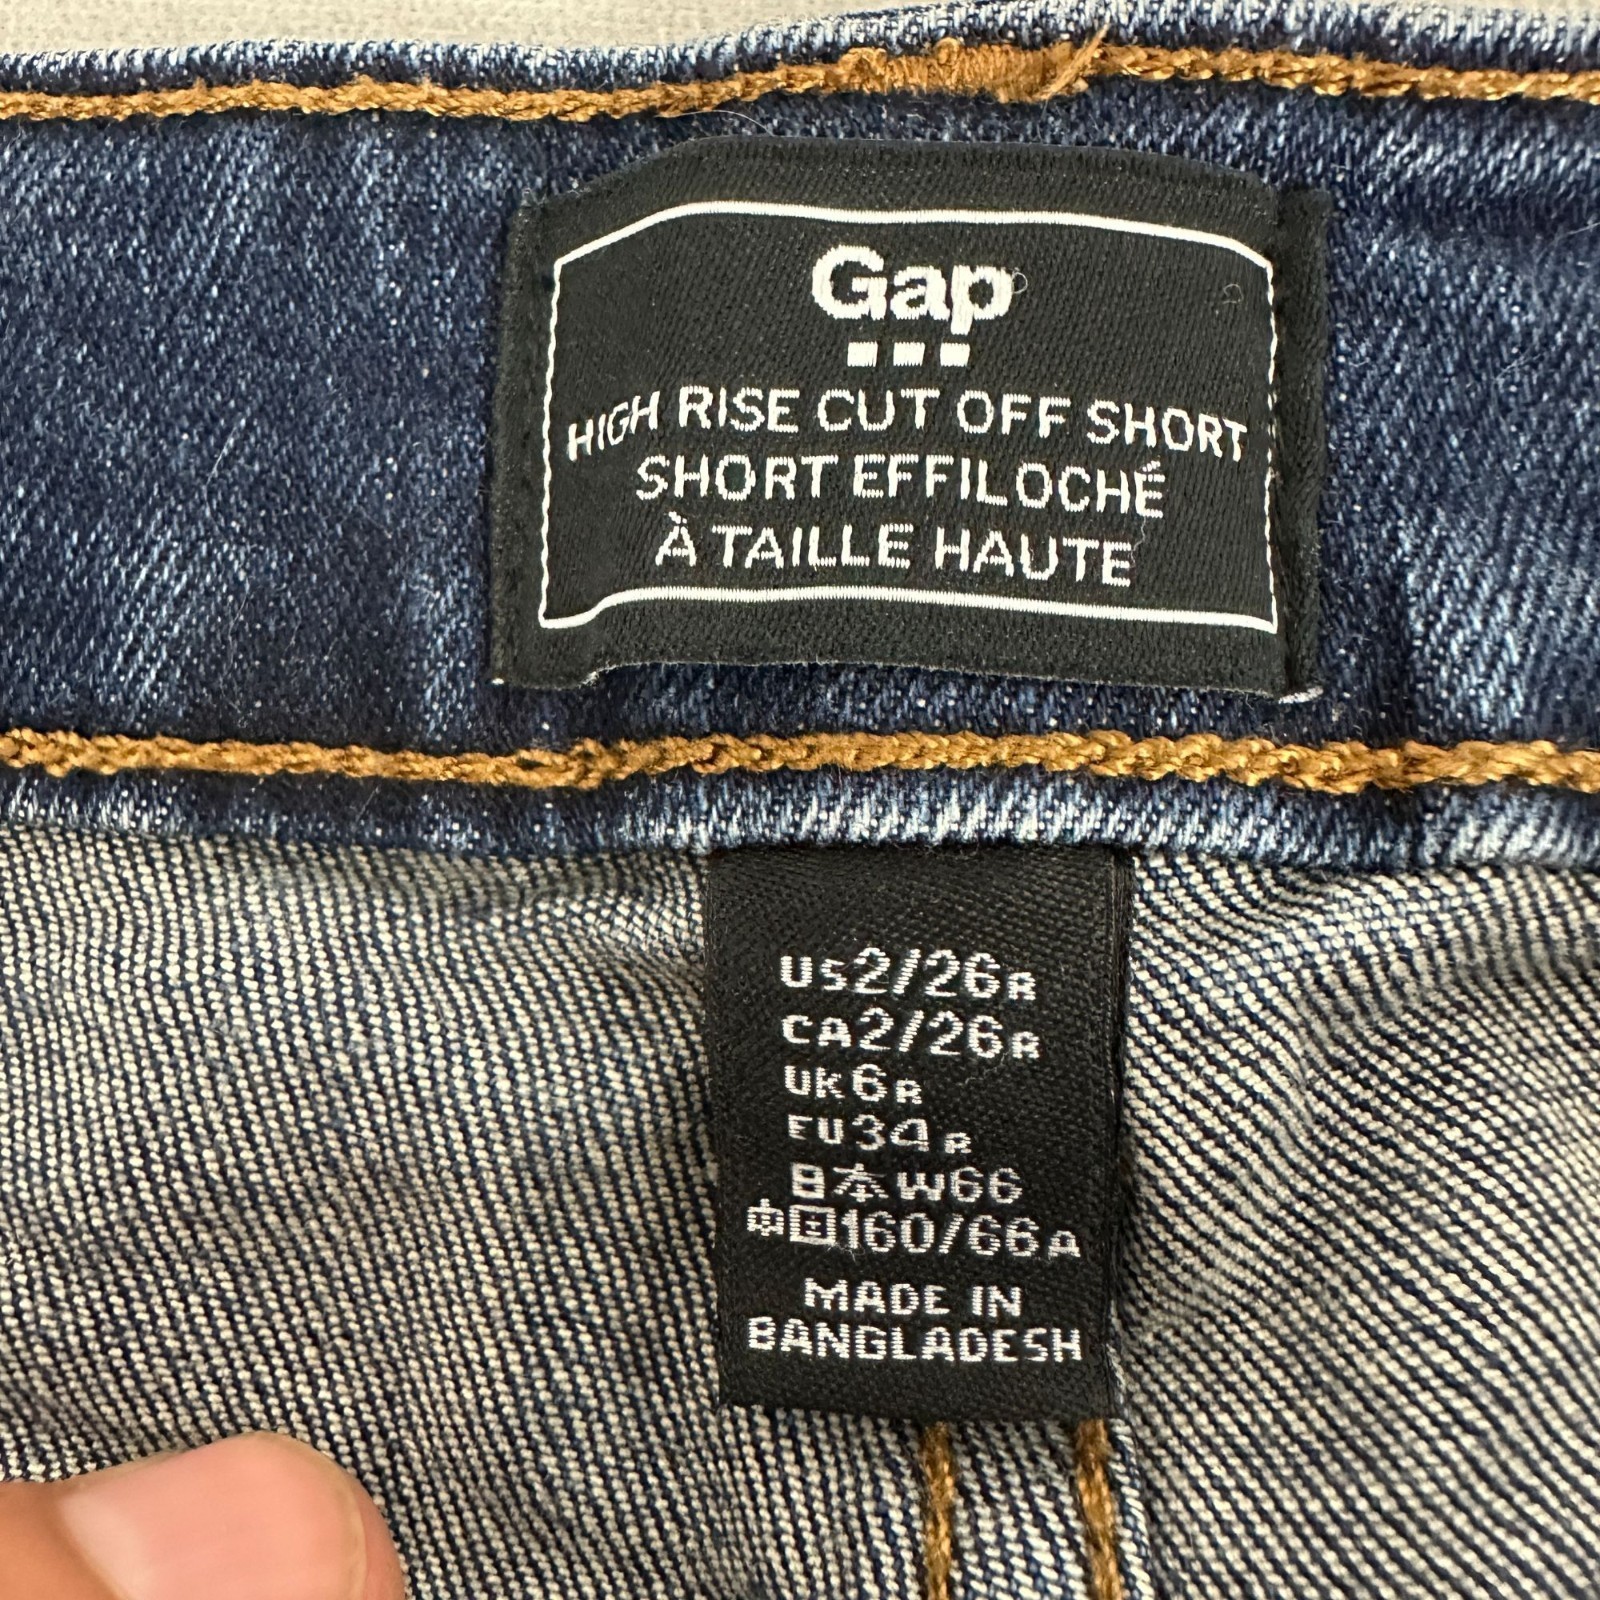 Gap
HIGH RISE CUT OFF SHORT
SHORT EFFILOCHÉ
À TAILLE HAUTE
US2/26R
CA2/26R
UK6R
EU34R
日本W66
中国160/66A
MADE IN
BANGLADESH